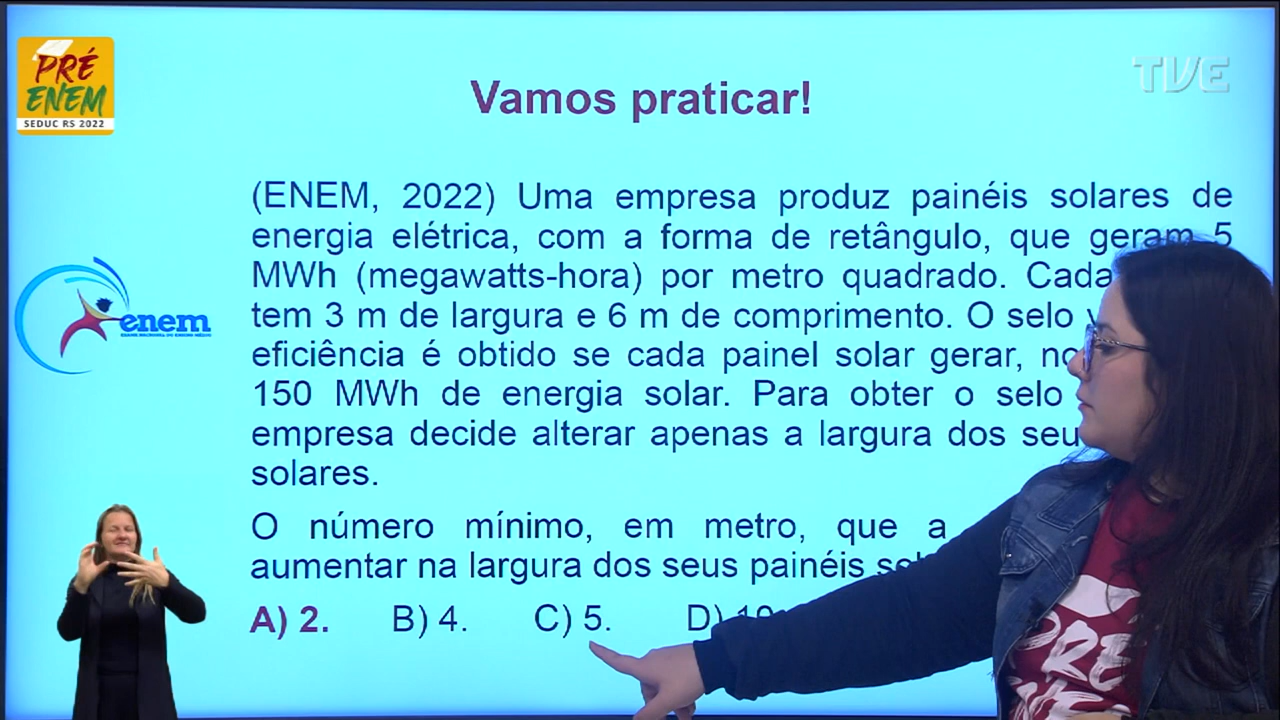 PRÉ
ENEM
SEDUC RS 2022
TVE
Vamos praticar!
(ENEM, 2022) Uma empresa produz painéis solares de
energia elétrica, com a forma de retângulo, que geram 5
MWh (megawatts-hora) por metro quadrado. Cada
tem 3 m de largura e 6 m de comprimento. O selo
eficiência é obtido se cada painel solar gerar,
150 MWh de energia solar. Para obter o selo
empresa decide alterar apenas a largura dos
solares.
enem
O número mínimo, em metro, que a
aumentar na largura dos seus painéis
A) 2. B) 4. C) 5. D)
PRÉ